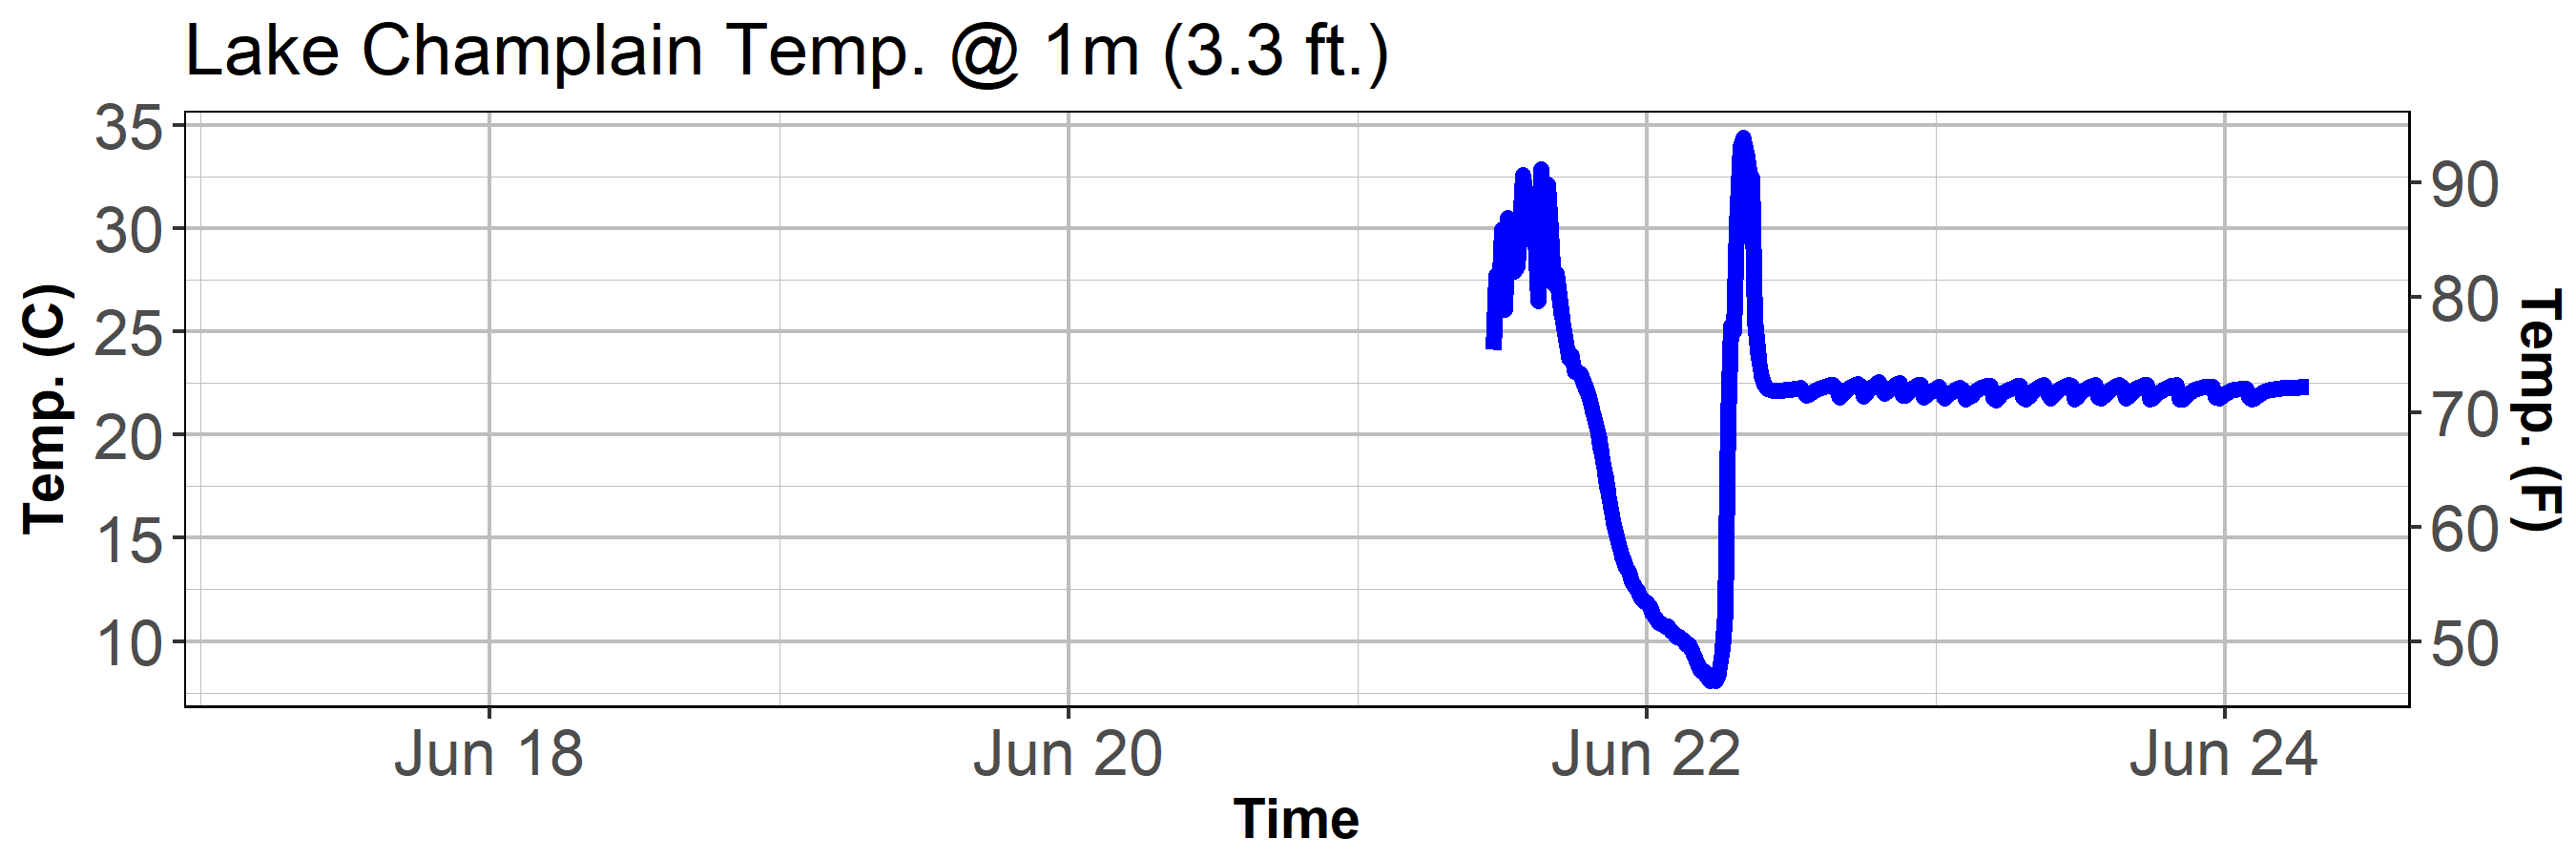 Lake Champlain Temp. @ 1m (3.3 ft.)
35
30
25
20
15
10
Temp. (C)
90
80
70
60
50
Temp. (F)
Jun 18
Jun 20
Jun 22
Jun 24
Time